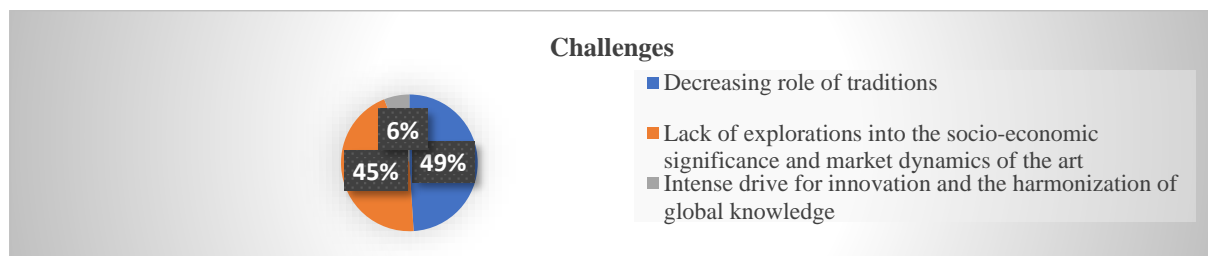 Challenges
6%
45%
49%
Decreasing role of traditions
Lack of explorations into the socio-economic
significance and market dynamics of the art
Intense drive for innovation and the harmonization of
global knowledge